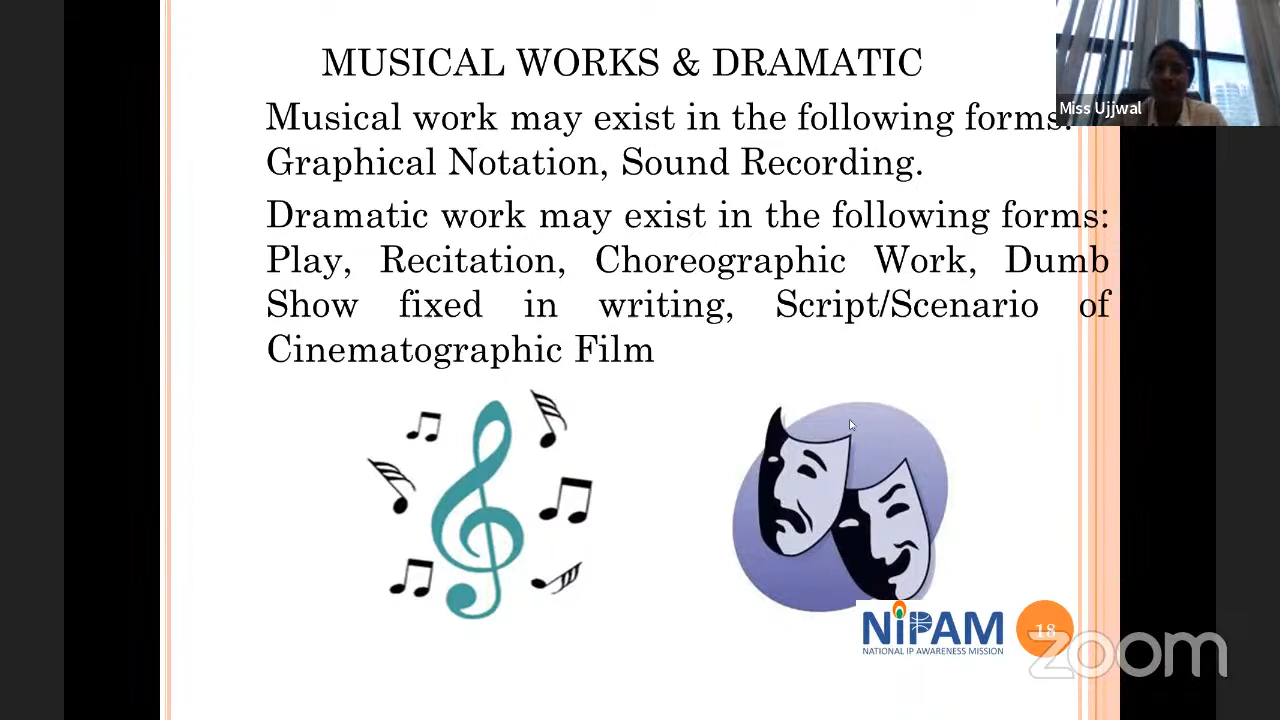 MUSICAL WORKS & DRAMATIC
Miss Ujjwal
Musical work may exist in the following forms:
Graphical Notation, Sound Recording.
Dramatic work may exist in the following forms:
Play, Recitation, Choreographic Work, Dumb
Show fixed in writing, Script/Scenario of
Cinematographic Film
NiPAM
NATIONAL IP AWARENESS MISSION
18
zoom